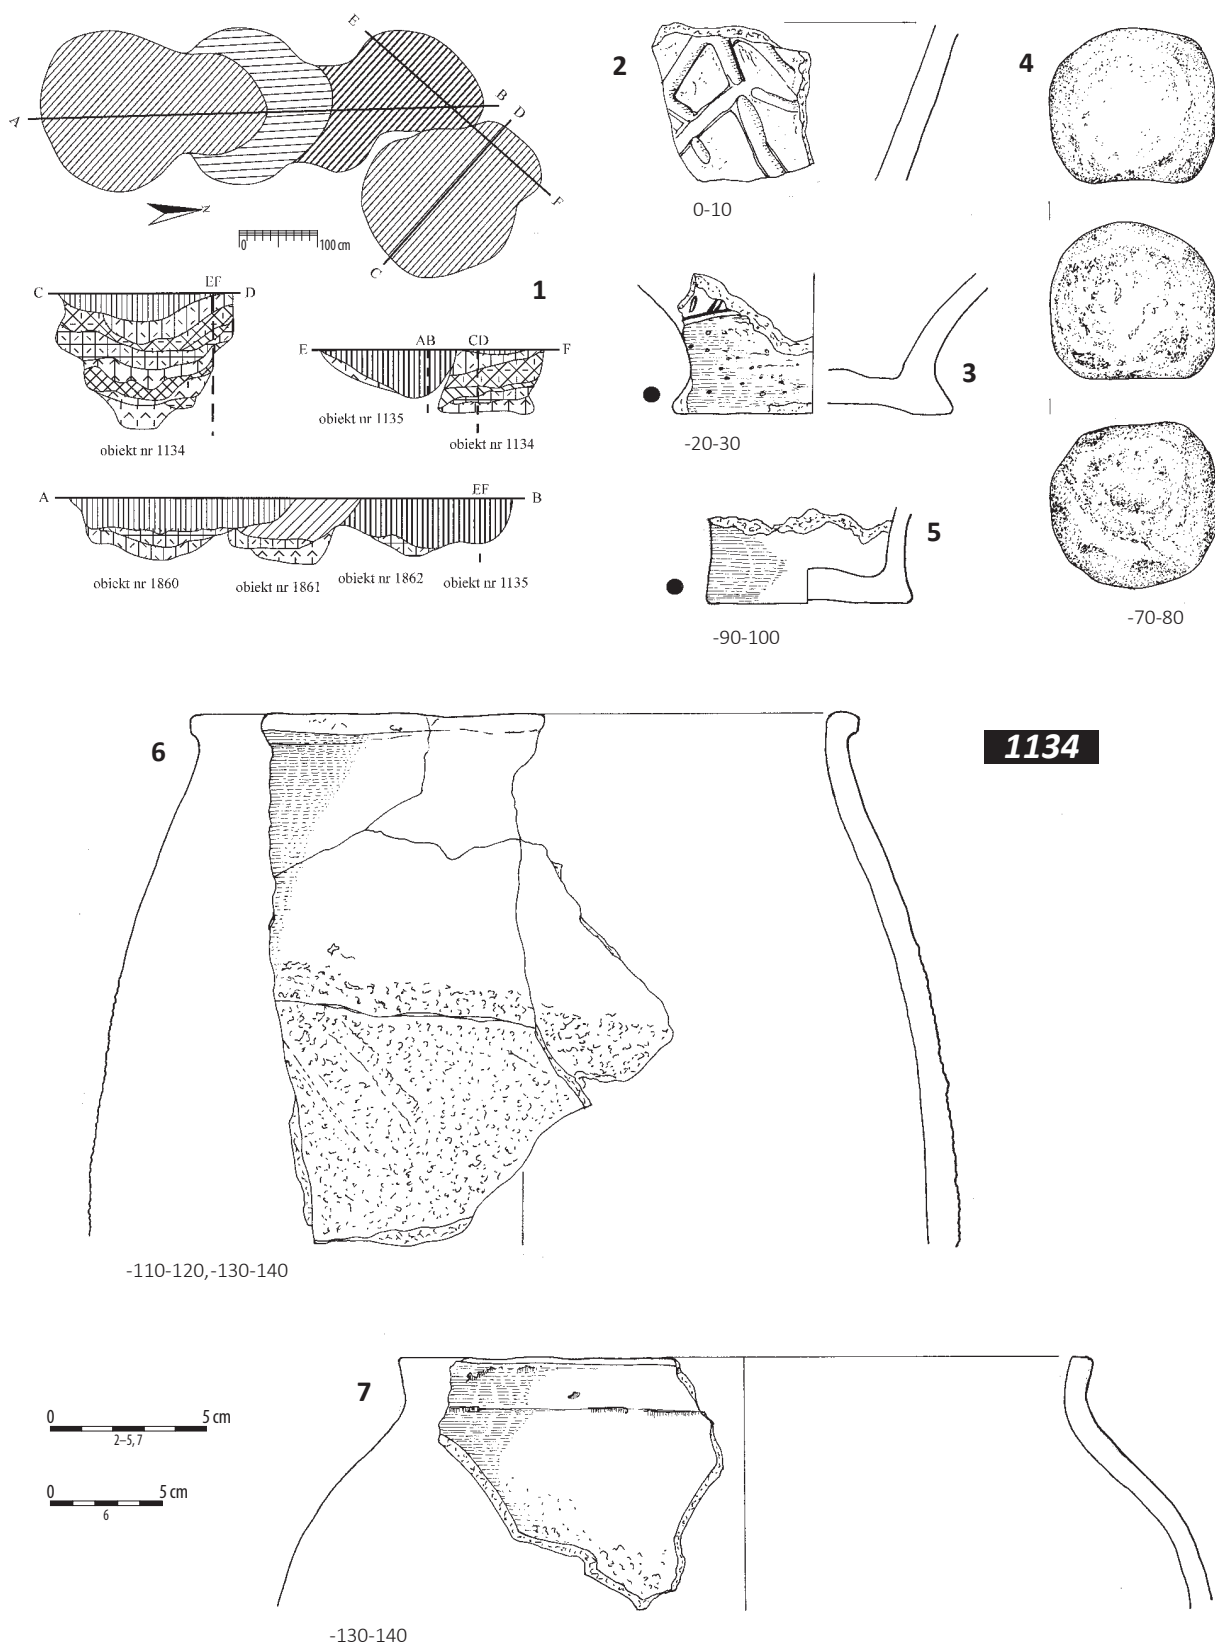 E
A
B
D
N
0 100 cm
C
F
1
EF
C D
obiekt nr 1134
AB CD
E F
obiekt nr 1135
obiekt nr 1134
EF
A B
obiekt nr 1860
obiekt nr 1861
obiekt nr 1862
obiekt nr 1135
2
0-10
3
-20-30
4
-70-80
5
-90-100
1134
6
-110-120,-130-140
7
-130-140
0 5 cm
2–5, 7
0 5 cm
6